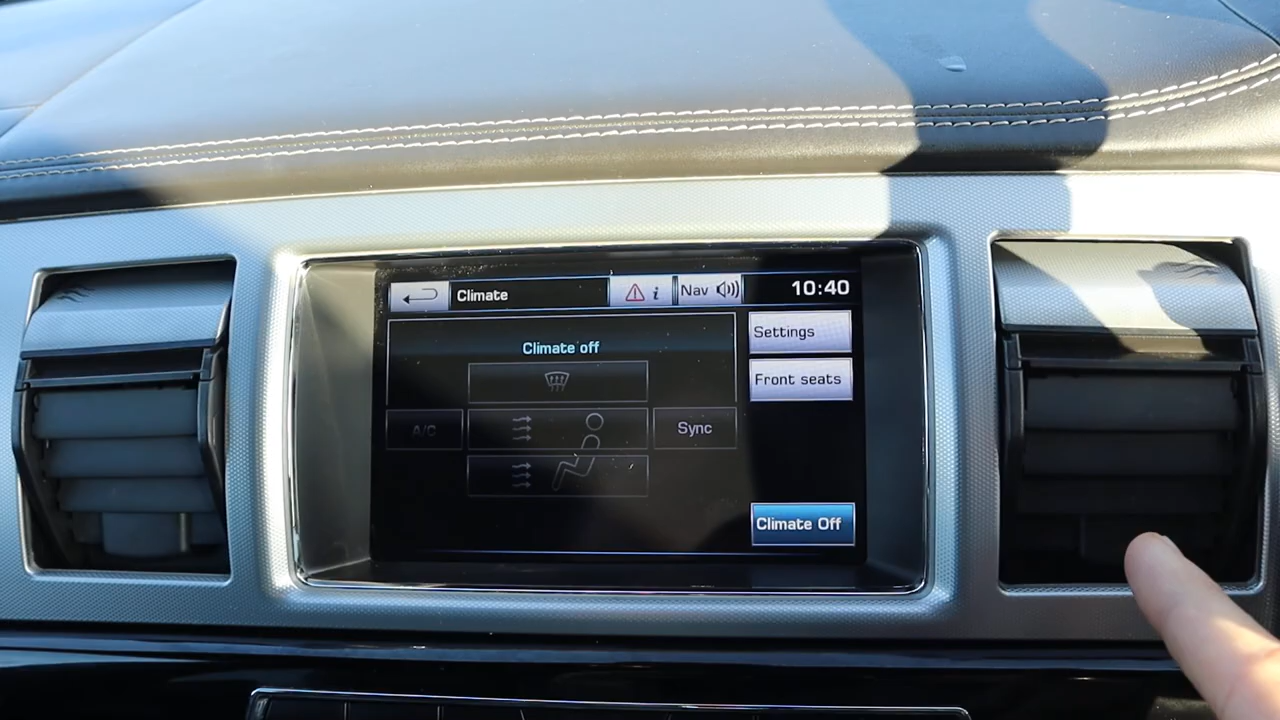 Climate
i
Nav
10:40
Climate off
Settings
Front seats
A/C
Sync
Climate Off